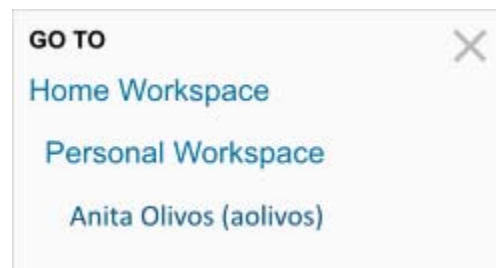 GO TO
Home Workspace
Personal Workspace
Anita Olivos (aolivos)